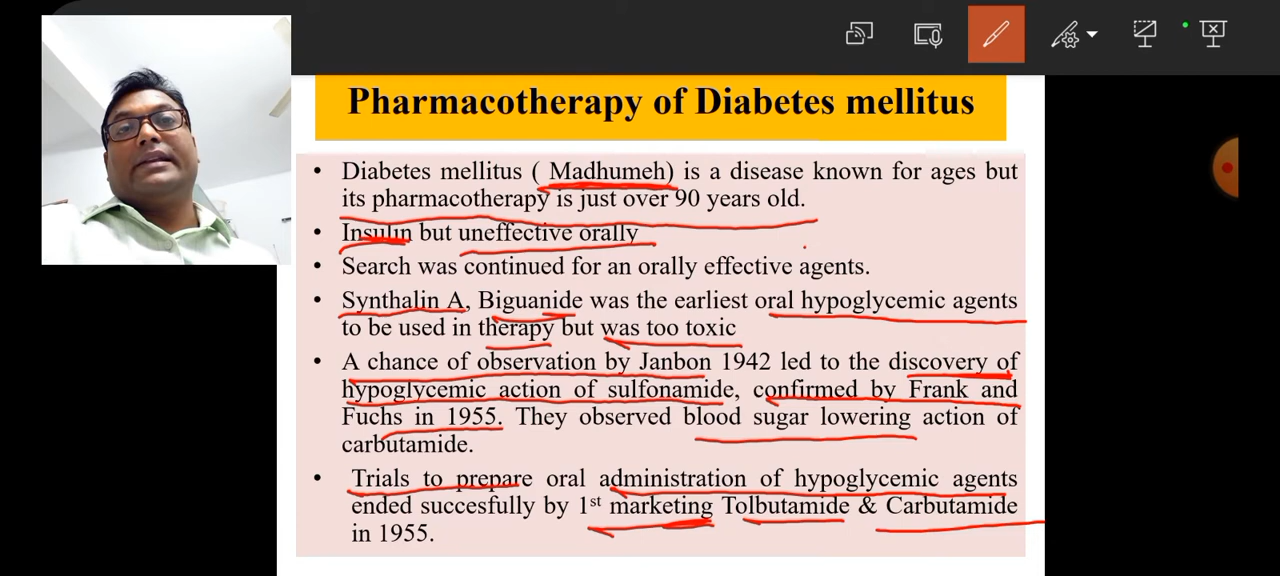 Pharmacotherapy of Diabetes mellitus
• Diabetes mellitus ( Madhumeh) is a disease known for ages but
its pharmacotherapy is just over 90 years old.
• Insulin but uneffective orally
• Search was continued for an orally effective agents.
• Synthalin A, Biguanide was the earliest oral hypoglycemic agents
to be used in therapy but was too toxic
• A chance of observation by Janbon 1942 led to the discovery of
hypoglycemic action of sulfonamide, confirmed by Frank and
Fuchs in 1955. They observed blood sugar lowering action of
carbutamide.
• Trials to prepare oral administration of hypoglycemic agents
ended succesfully by 1st marketing Tolbutamide & Carbutamide
in 1955.